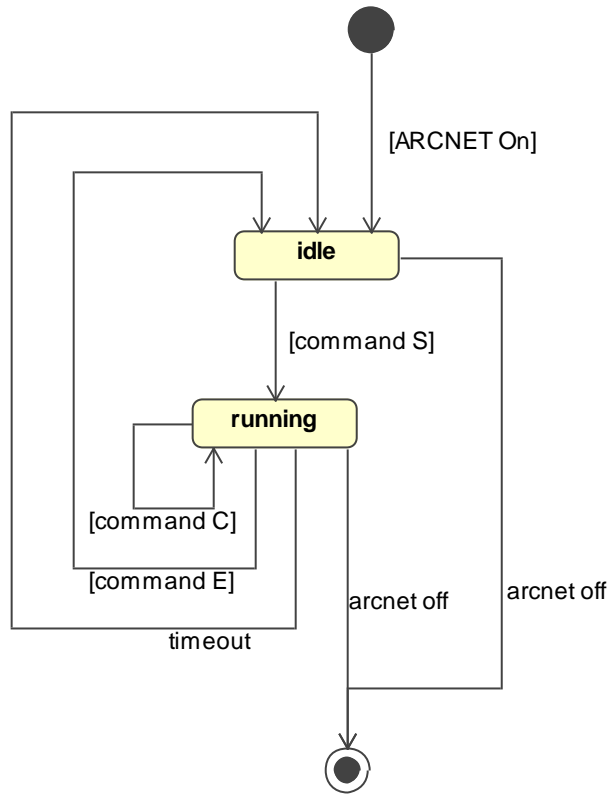 [ARCNET On]
idle
[command S]
running
[command C]
[command E]
arcnet off
arcnet off
timeout